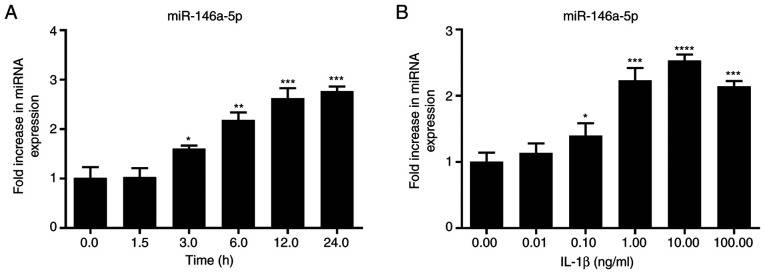 A
miR-146a-5p
Fold increase in miRNA
expression
4
3
2
1
0
*
**
***
***
0.0 1.5 3.0 6.0 12.0 24.0
Time (h)
B
miR-146a-5p
Fold increase in miRNA
expression
3
2
1
0
*
***
****
***
0.00 0.01 0.10 1.00 10.00 100.00
IL-1β (ng/ml)